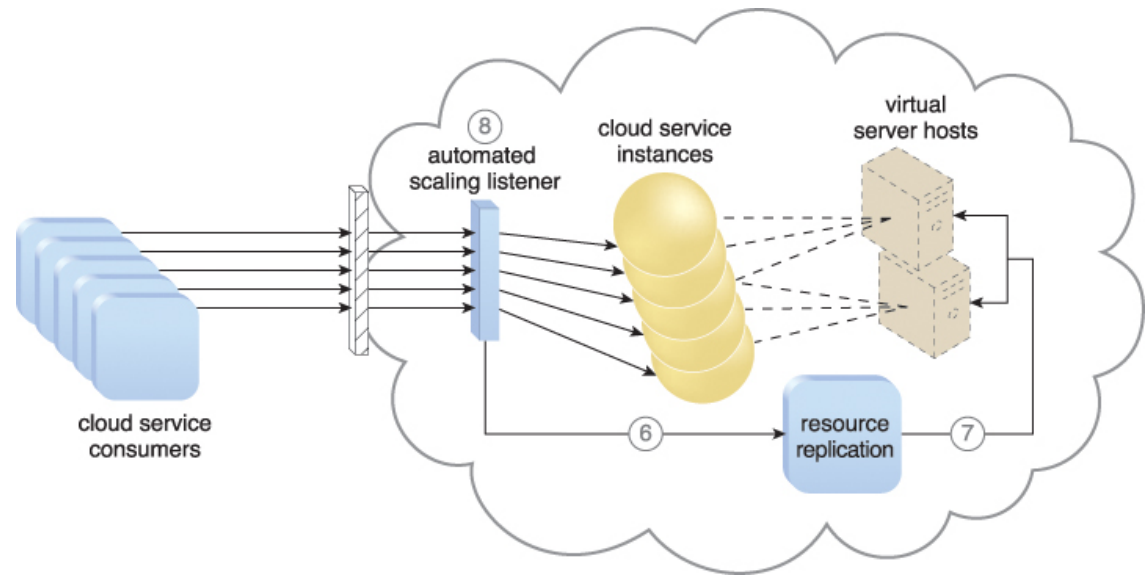 8
automated
scaling listener
cloud service
instances
virtual
server hosts
cloud service
consumers
6
resource
replication
7